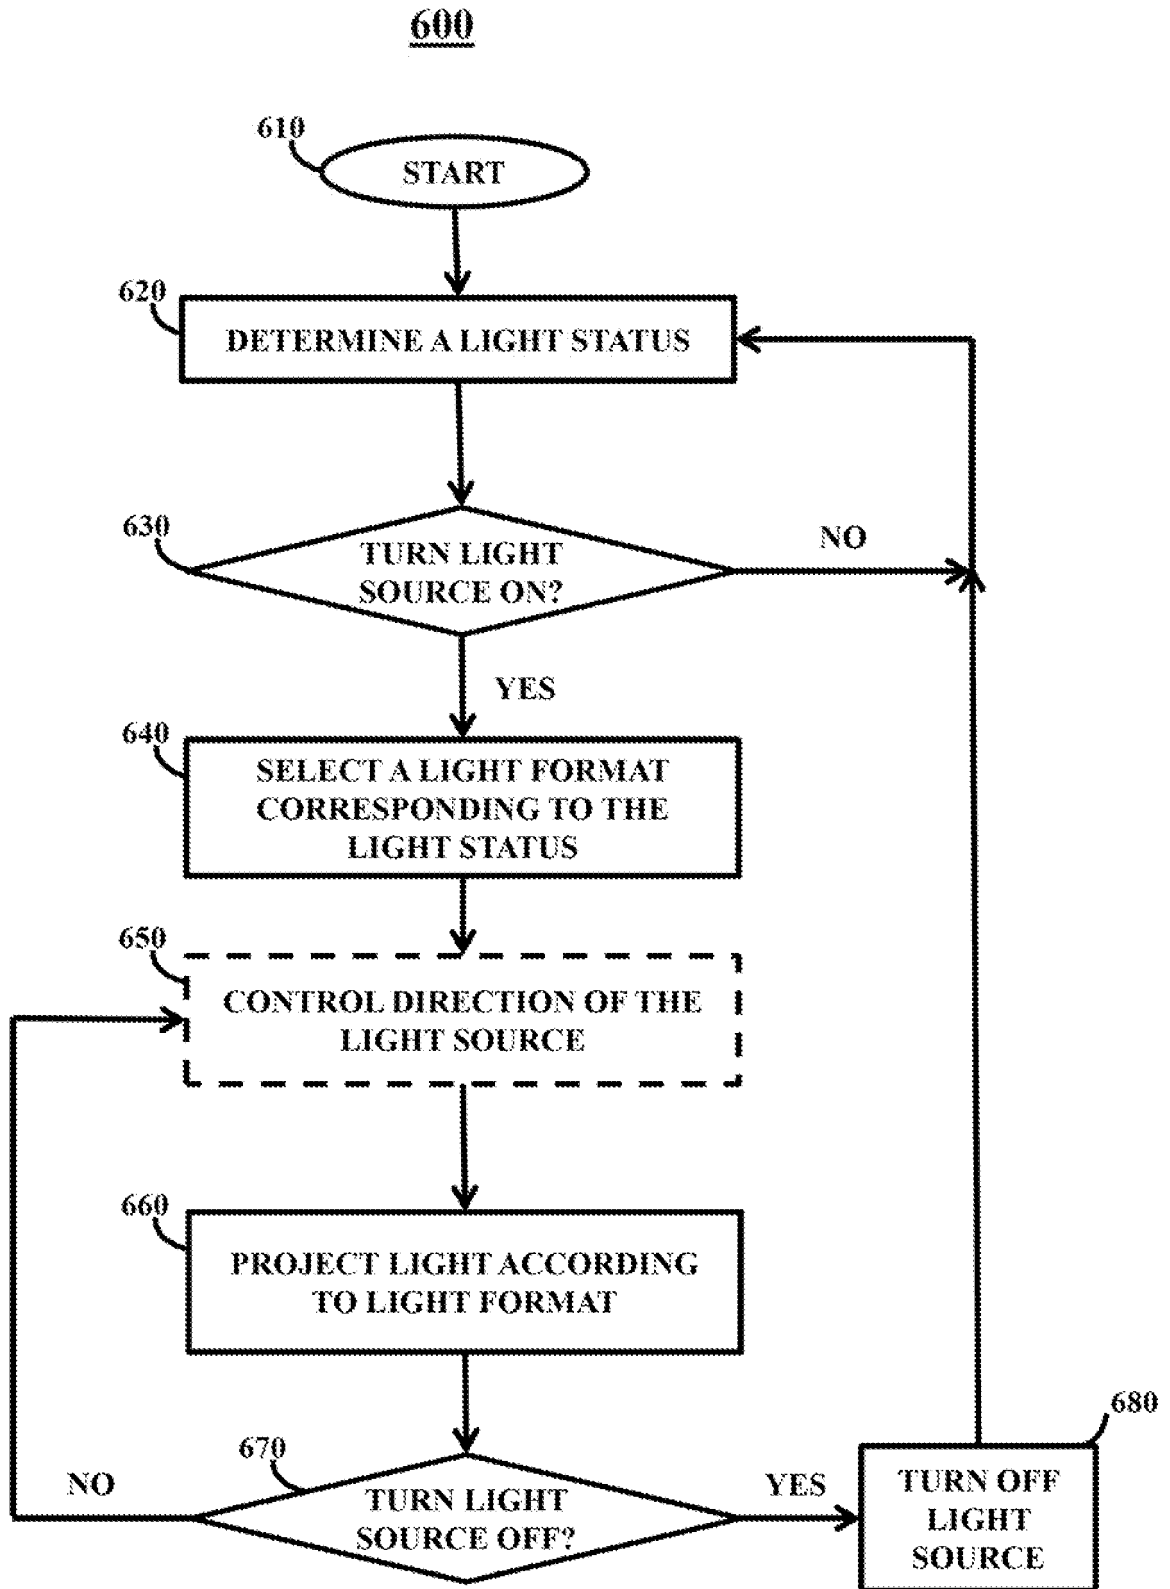 600
610
START
620
DETERMINE A LIGHT STATUS
630
TURN LIGHT
SOURCE ON?
NO
YES
640
SELECT A LIGHT FORMAT
CORRESPONDING TO THE
LIGHT STATUS
650
CONTROL DIRECTION OF THE
LIGHT SOURCE
660
PROJECT LIGHT ACCORDING
TO LIGHT FORMAT
670
NO
TURN LIGHT
SOURCE OFF?
YES
680
TURN OFF
LIGHT
SOURCE